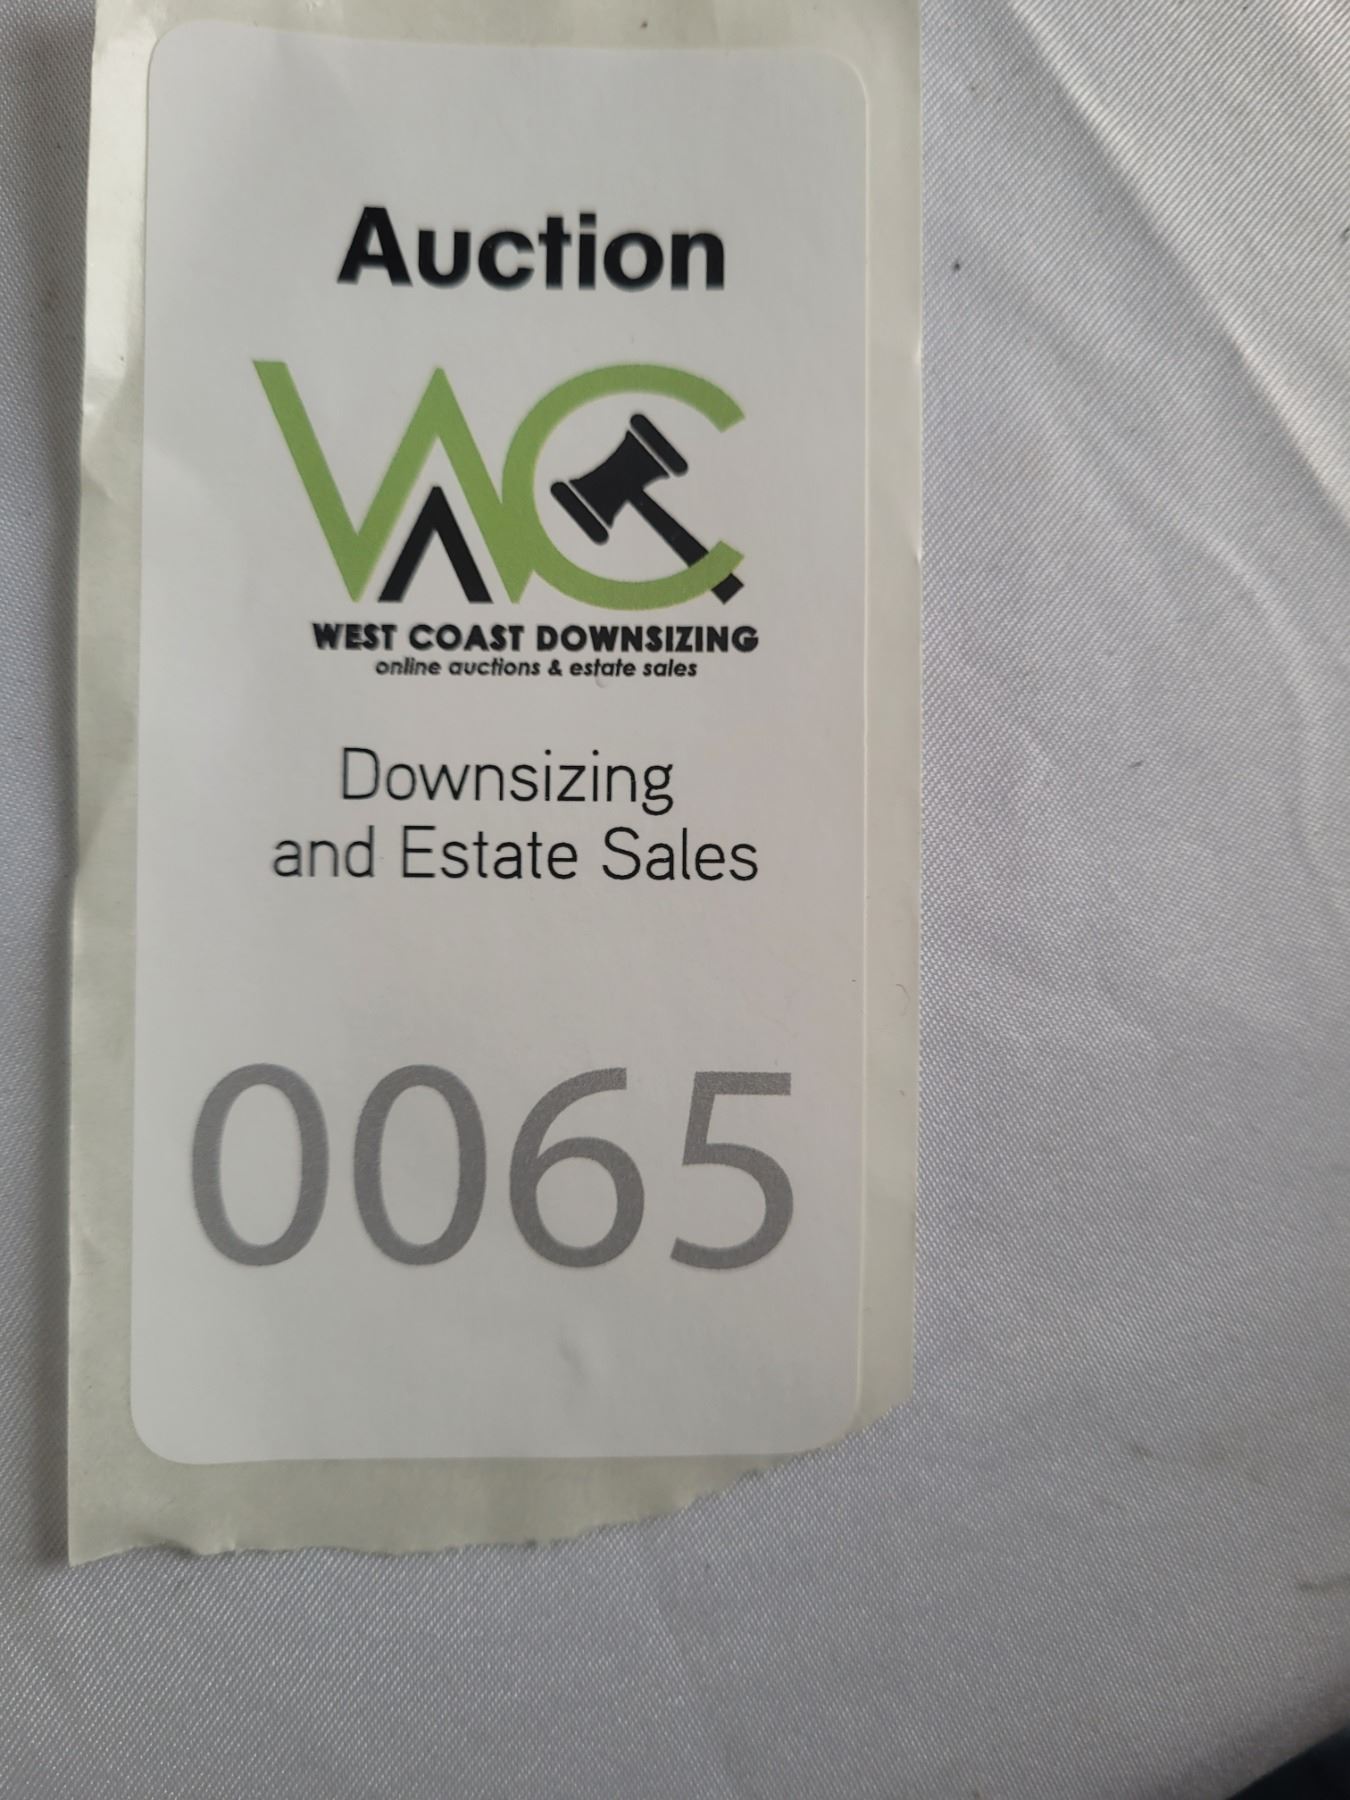 Auction
WC
WEST COAST DOWNSIZING
online auctions & estate sales
Downsizing
and Estate Sales
0065